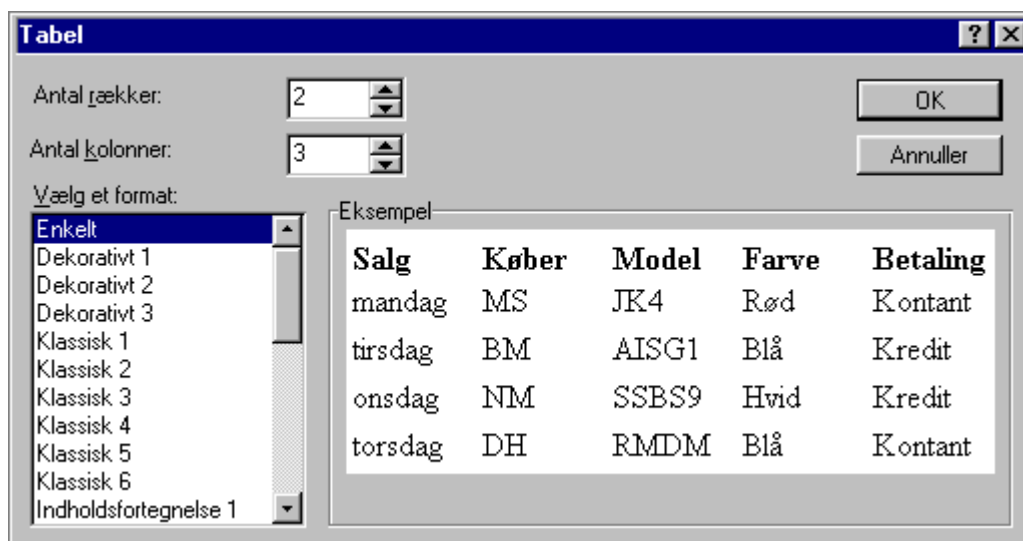 Tabel
Antal rækker: 2
OK
Antal kolonner: 3
Annuller
Vælg et format:
Enkelt
Dekorativt 1
Dekorativt 2
Dekorativt 3
Klassisk 1
Klassisk 2
Klassisk 3
Klassisk 4
Klassisk 5
Klassisk 6
Indholdsfortegnelse 1
Eksempel
Salg Køber Model Farve Betaling
mandag MS JK4 Rød Kontant
tirsdag BM AISG1 Blå Kredit
onsdag NM SSBS9 Hvid Kredit
torsdag DH RMDM Blå Kontant